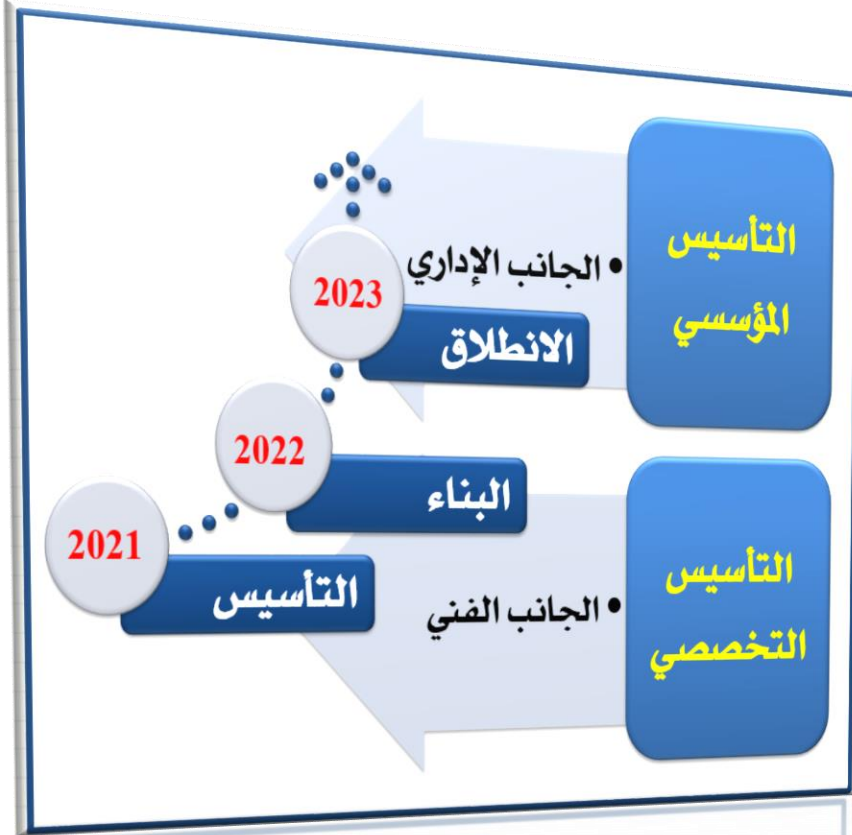 التأسيس
المؤسسي
• الجانب الإداري
2023
الانطلاق
2022
البناء
2021
التأسيس
التأسيس
التخصصي
• الجانب الفني